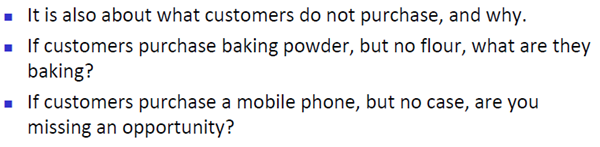 It is also about what customers do not purchase, and why.
If customers purchase baking powder, but no flour, what are they
baking?
If customers purchase a mobile phone, but no case, are you
missing an opportunity?